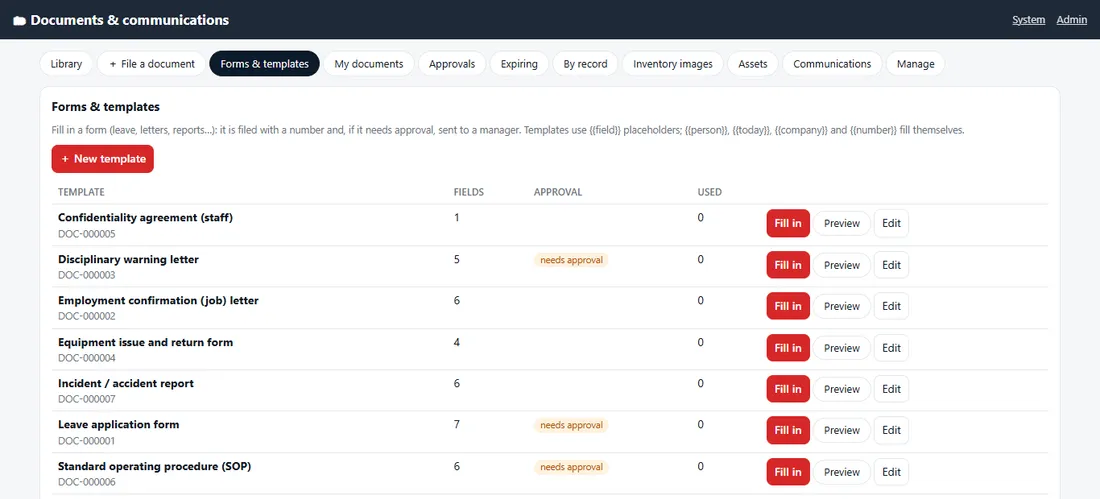 Documents & communications
System Admin
Library + File a document Forms & templates My documents Approvals Expiring By record Inventory images Assets Communications Manage
Forms & templates
Fill in a form (leave, letters, reports...): it is filed with a number and, if it needs approval, sent to a manager. Templates use {{field}} placeholders; {{person}}, {{today}}, {{company}} and {{number}} fill themselves.
+ New template
TEMPLATE FIELDS APPROVAL USED
Confidentiality agreement (staff) 1 0 Fill in Preview Edit
DOC-000005
Disciplinary warning letter 5 needs approval 0 Fill in Preview Edit
DOC-000003
Employment confirmation (job) letter 6 0 Fill in Preview Edit
DOC-000002
Equipment issue and return form 4 0 Fill in Preview Edit
DOC-000004
Incident / accident report 6 0 Fill in Preview Edit
DOC-000007
Leave application form 7 needs approval 0 Fill in Preview Edit
DOC-000001
Standard operating procedure (SOP) 6 needs approval 0 Fill in Preview Edit
DOC-000006